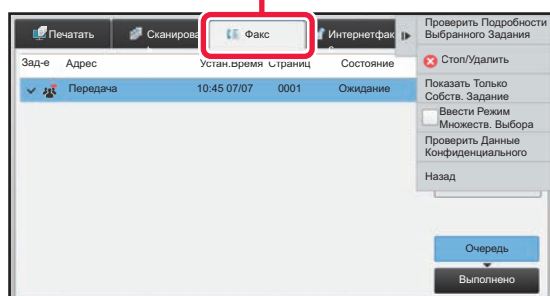 Печатать
Сканирова
Факс
Интернетфак
Проверить Подробности
Выбранного Задания
Стоп/Удалить
Показать Только
Собств. Задание
Ввести Режим
Множеств. Выбора
Проверить Данные
Конфиденциального
Назад
Зад-е Адрес Устан.Время Страниц Состояние
Передача 10:45 07/07 0001 Ожидание
Очередь
Выполнено